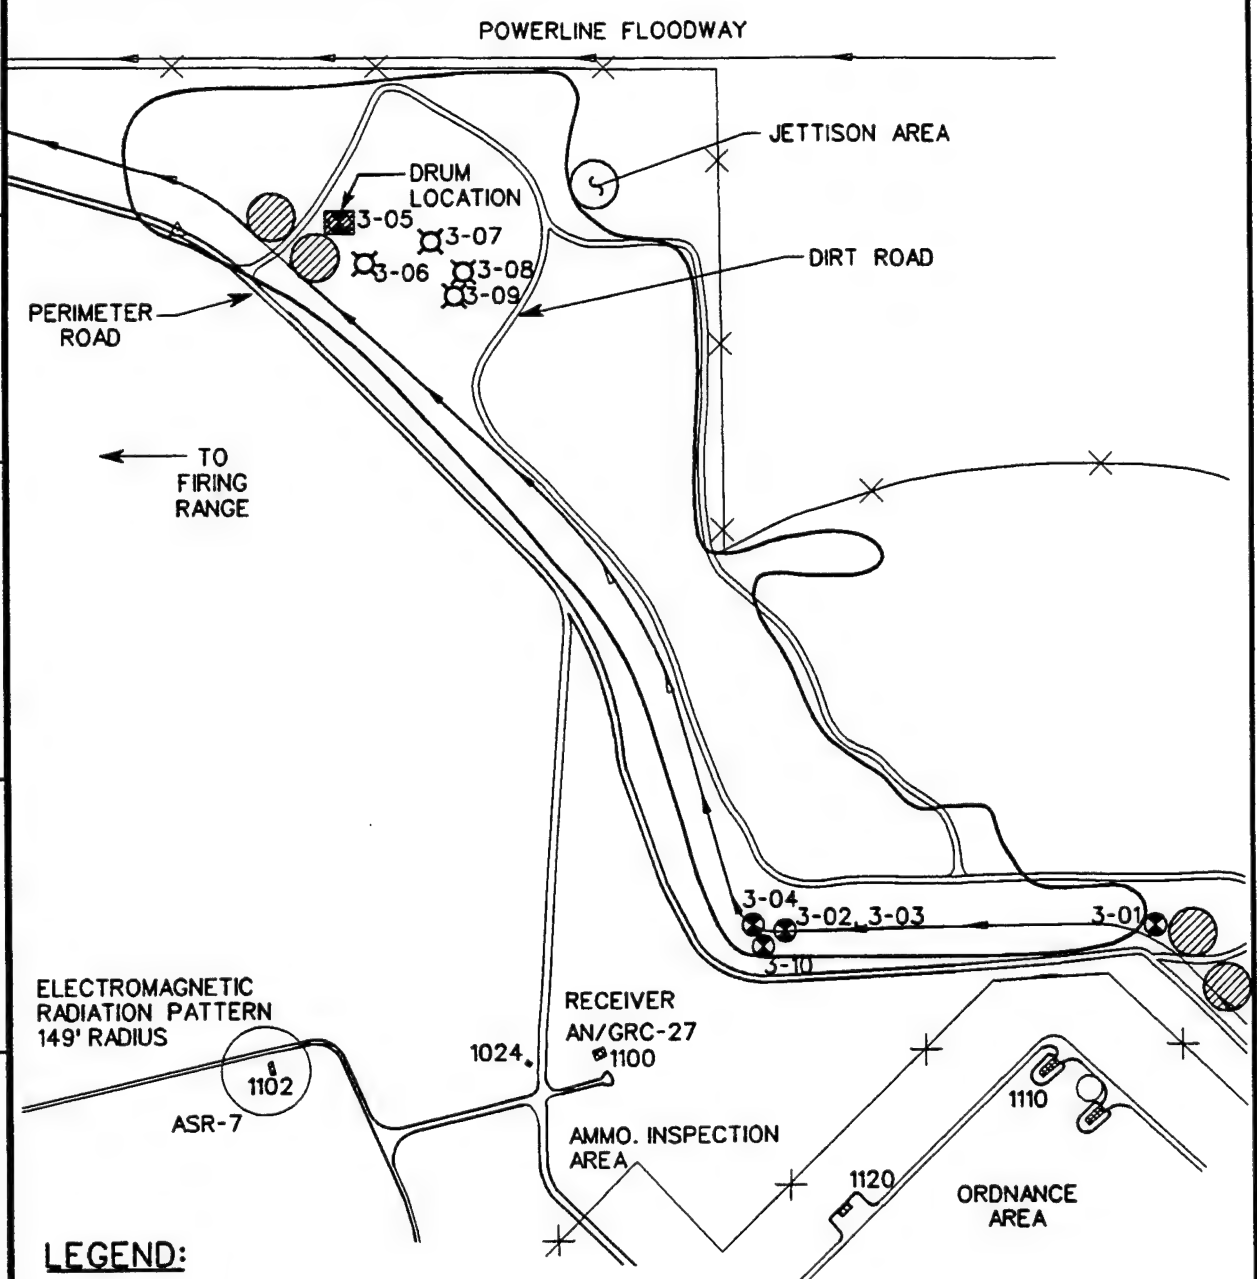 POWERLINE FLOODWAY
JETTISON AREA
DRUM
LOCATION
3-05
3-07
3-06
3-08
3-09
DIRT ROAD
PERIMETER
ROAD
TO
FIRING
RANGE
3-04
3-02, 3-03
3-01
3-10
ELECTROMAGNETIC
RADIATION PATTERN
149' RADIUS
RECEIVER
AN/GRC-27
1024
1100
1102
ASR-7
1110
AMMO. INSPECTION
AREA
1120
ORDNANCE
AREA
LEGEND: